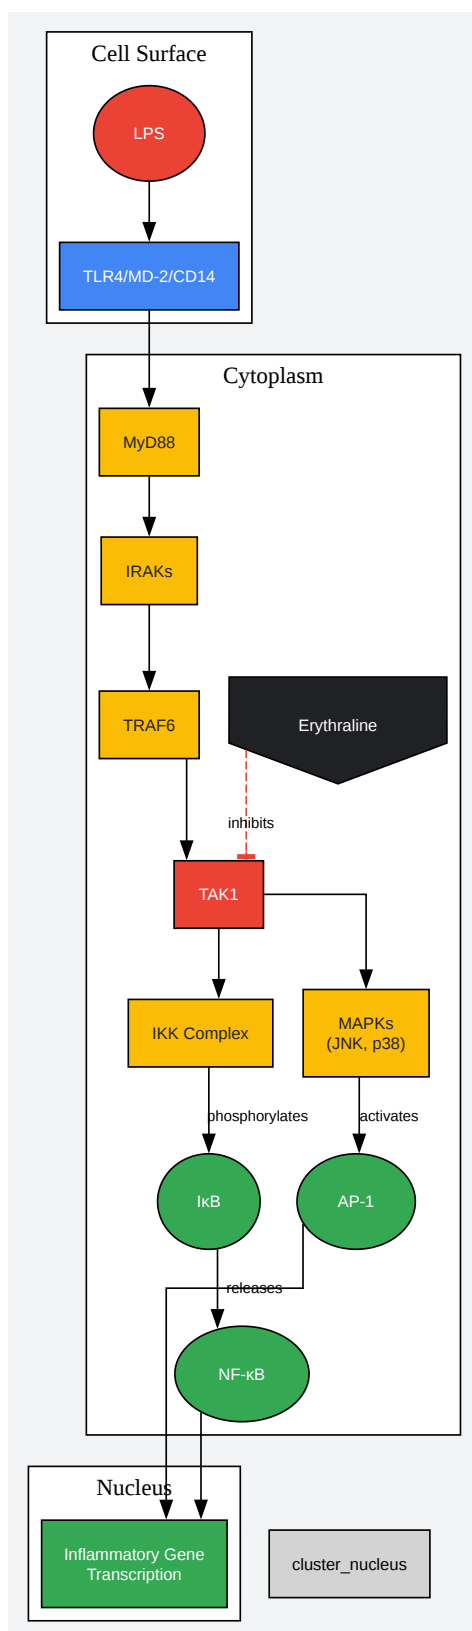 Cell Surface
LPS
TLR4/MD-2/CD14
Cytoplasm
MyD88
IRAKs
TRAF6
Erythraline
inhibits
TAK1
IKK Complex
MAPKs
(JNK, p38)
phosphorylates
activates
IκB
AP-1
releases
NF-κB
Nucleus
Inflammatory Gene
Transcription
cluster_nucleus